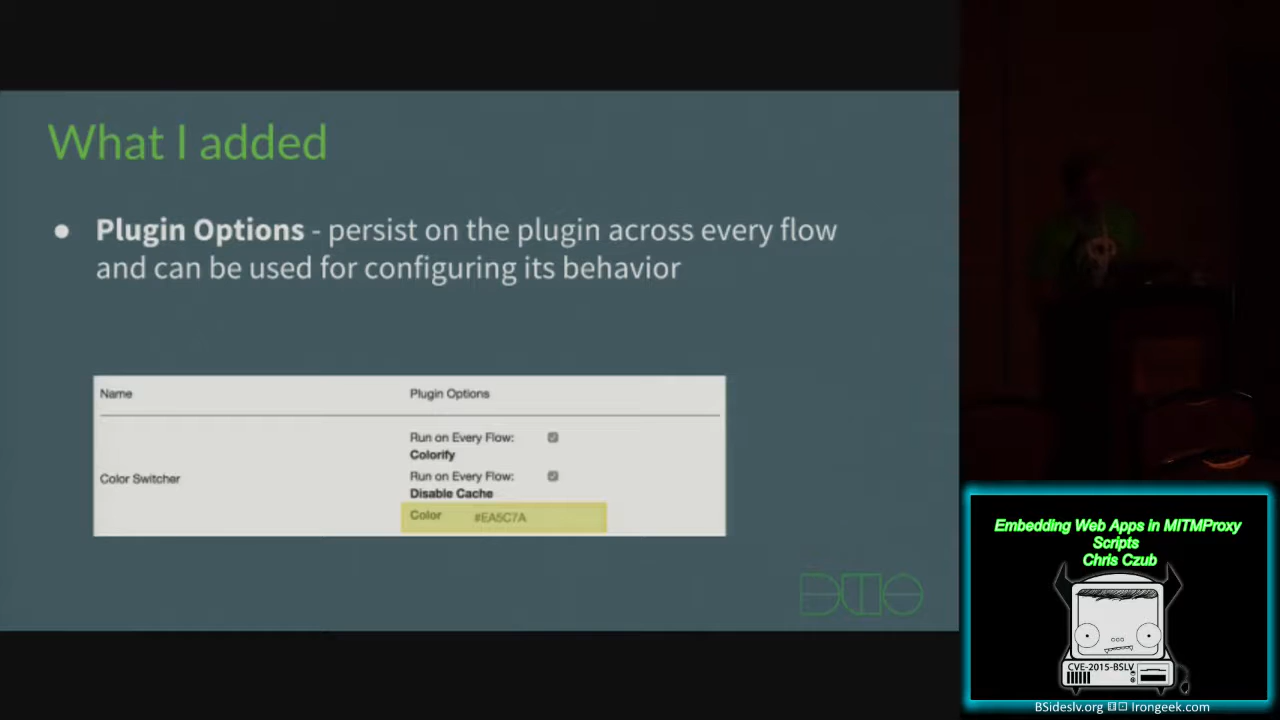 What I added
● Plugin Options - persist on the plugin across every flow
and can be used for configuring its behavior
Name Plugin Options
Run on Every Flow:
Colorify
Color Switcher
Run on Every Flow:
Disable Cache
Color #EA5C7A
DUO
Embedding Web Apps in MITMProxy
Scripts
Chris Czub
CVE-2015-BSLV
BSideslv.org Irongeek.com